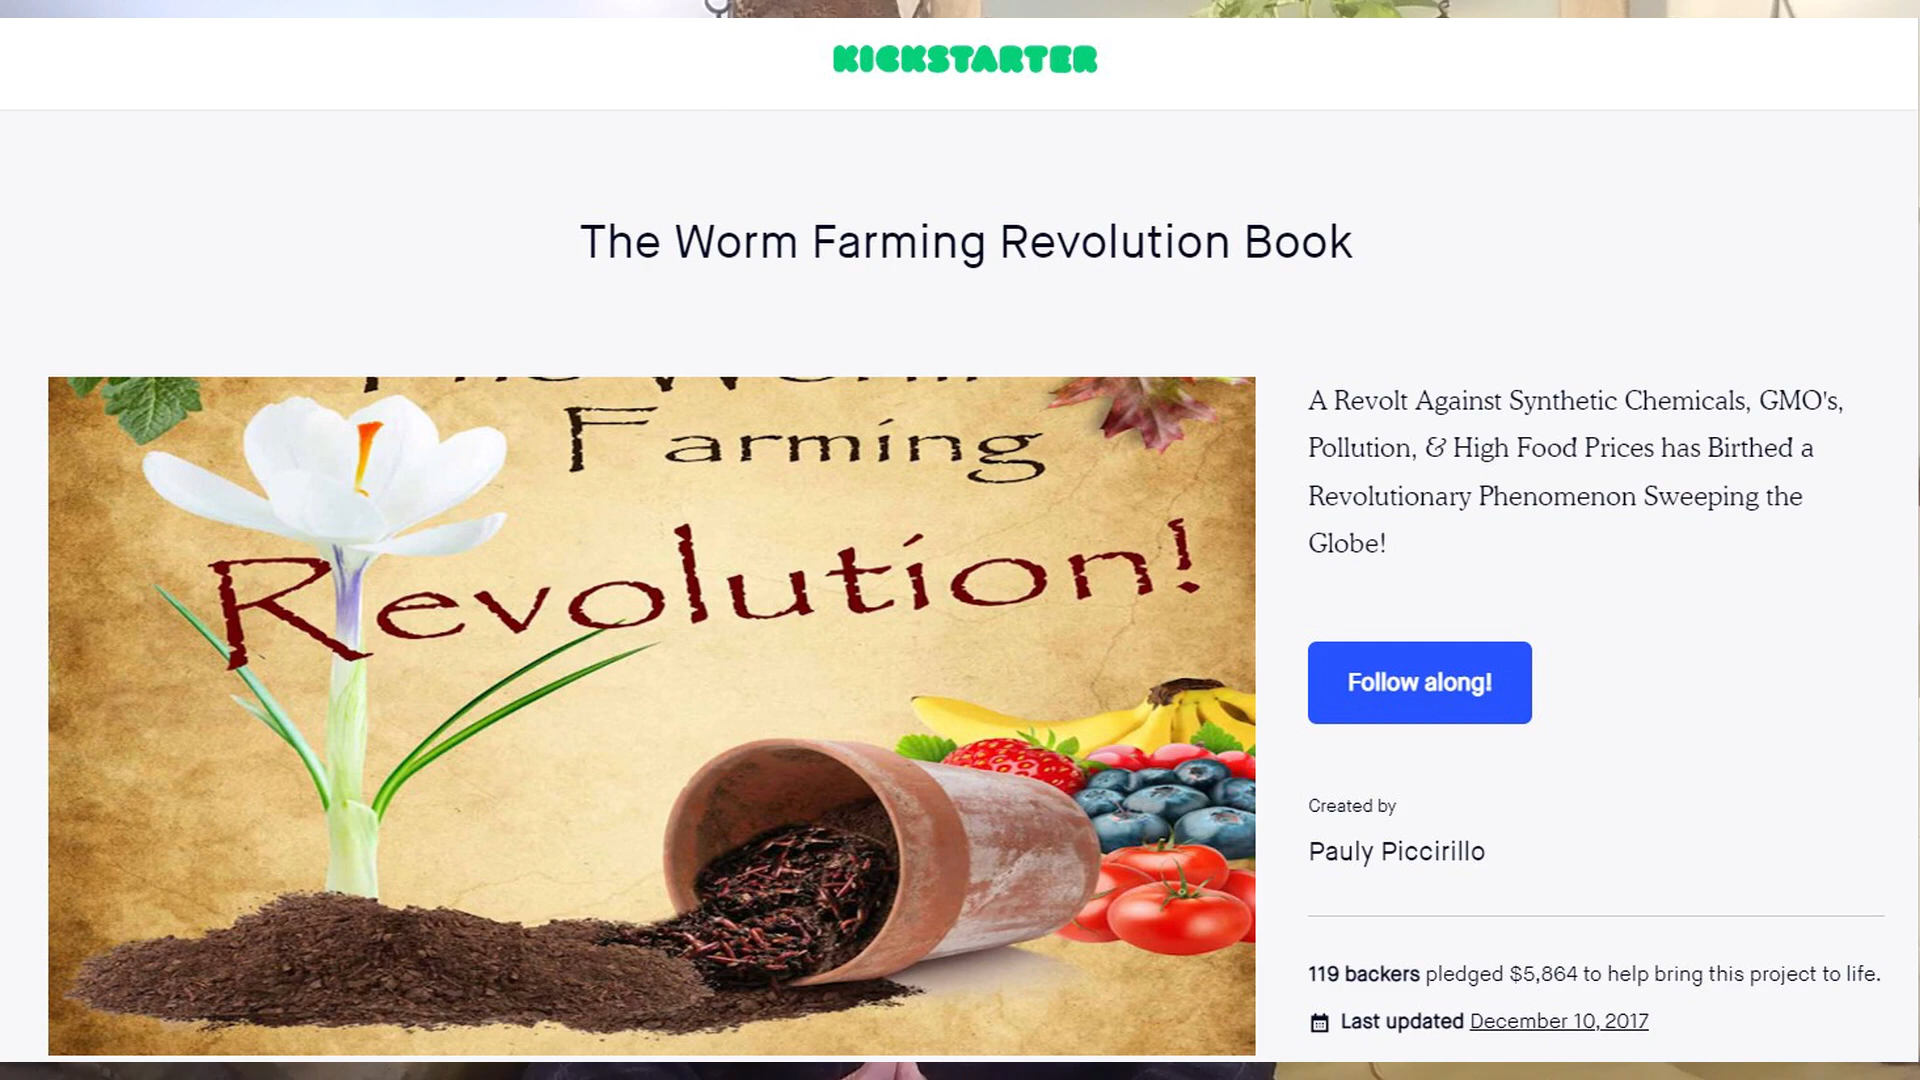 KICKSTARTER
The Worm Farming Revolution Book
The Worm
Farming
Revolution!
A Revolt Against Synthetic Chemicals, GMO's,
Pollution, & High Food Prices has Birthed a
Revolutionary Phenomenon Sweeping the
Globe!
Follow along!
Created by
Pauly Piccirillo
119 backers pledged $5,864 to help bring this project to life.
Last updated December 10, 2017